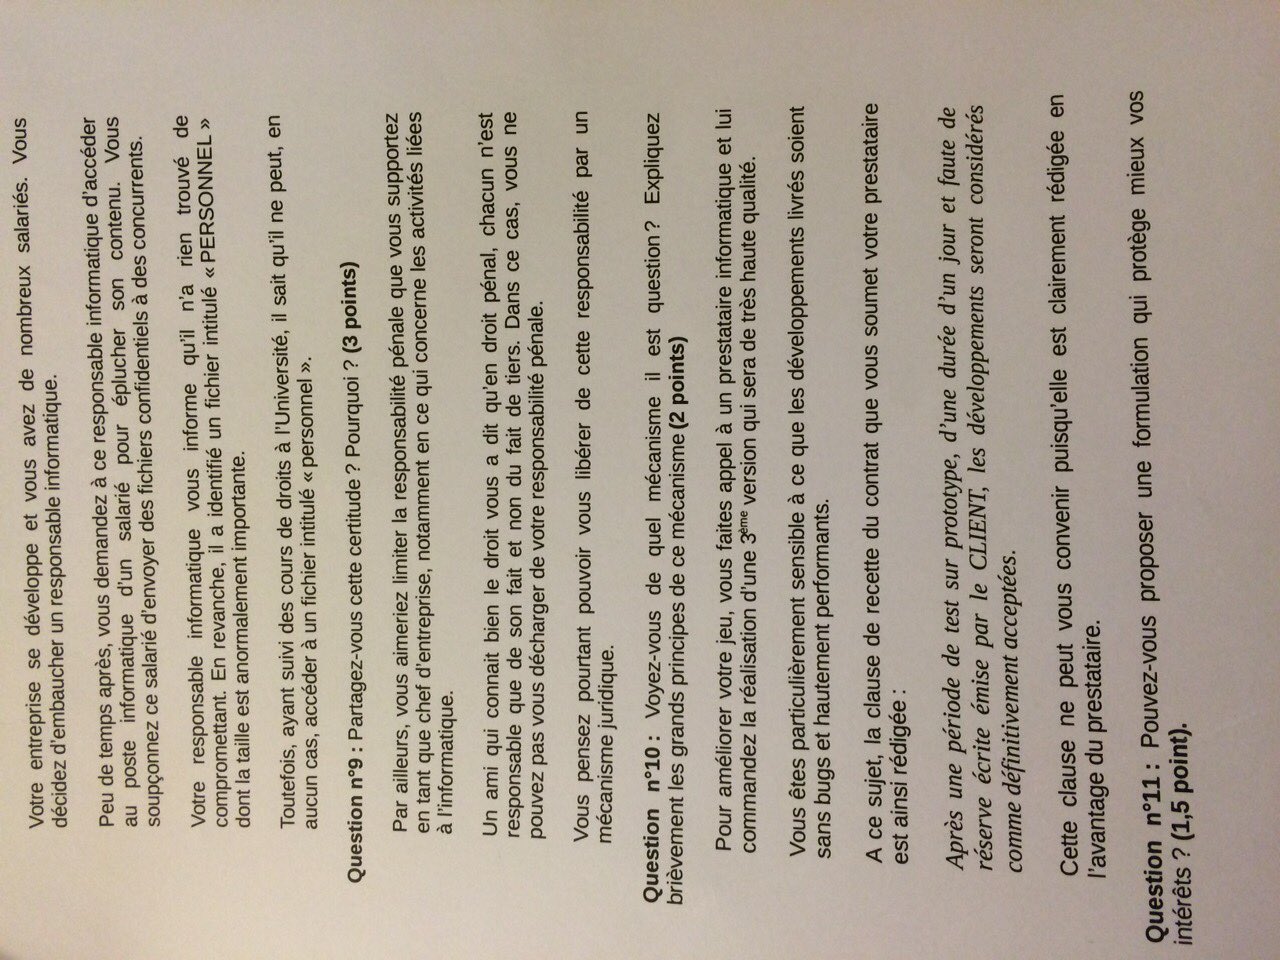 Votre entreprise se développe et vous avez de nombreux salariés. Vous
décidez d'embaucher un responsable informatique.
Peu de temps après, vous demandez à ce responsable informatique d'accéder
au poste informatique d'un salarié pour éplucher son contenu. Vous
soupçonnez ce salarié d'envoyer des fichiers confidentiels à des concurrents.
Votre responsable informatique vous informe qu'il n'a rien trouvé de
compromettant. En revanche, il a identifié un fichier intitulé « PERSONNEL »
dont la taille est anormalement importante.
Toutefois, ayant suivi des cours de droits à l'Université, il sait qu'il ne peut, en
aucun cas, accéder à un fichier intitulé « personnel ».
Question n°9 : Partagez-vous cette certitude ? Pourquoi ? (3 points)
Par ailleurs, vous aimeriez limiter la responsabilité pénale que vous supportez
en tant que chef d'entreprise, notamment en ce qui concerne les activités liées
à l'informatique.
Un ami qui connait bien le droit vous a dit qu'en droit pénal, chacun n'est
responsable que de son fait et non du fait de tiers. Dans ce cas, vous ne
pouvez pas vous décharger de votre responsabilité pénale.
Vous pensez pourtant pouvoir vous libérer de cette responsabilité par un
mécanisme juridique.
Question n°10 : Voyez-vous de quel mécanisme il est question ? Expliquez
brièvement les grands principes de ce mécanisme (2 points)
Pour améliorer votre jeu, vous faites appel à un prestataire informatique et lui
commandez la réalisation d'une 3ème version qui sera de très haute qualité.
Vous êtes particulièrement sensible à ce que les développements livrés soient
sans bugs et hautement performants.
A ce sujet, la clause de recette du contrat que vous soumet votre prestataire
est ainsi rédigée :
Après une période de test sur prototype, d'une durée d'un jour et faute de
réserve écrite émise par le CLIENT, les développements seront considérés
comme définitivement acceptées.
Cette clause ne peut vous convenir puisqu'elle est clairement rédigée en
l'avantage du prestataire.
Question n°11 : Pouvez-vous proposer une formulation qui protège mieux vos
intérêts ? (1,5 point).